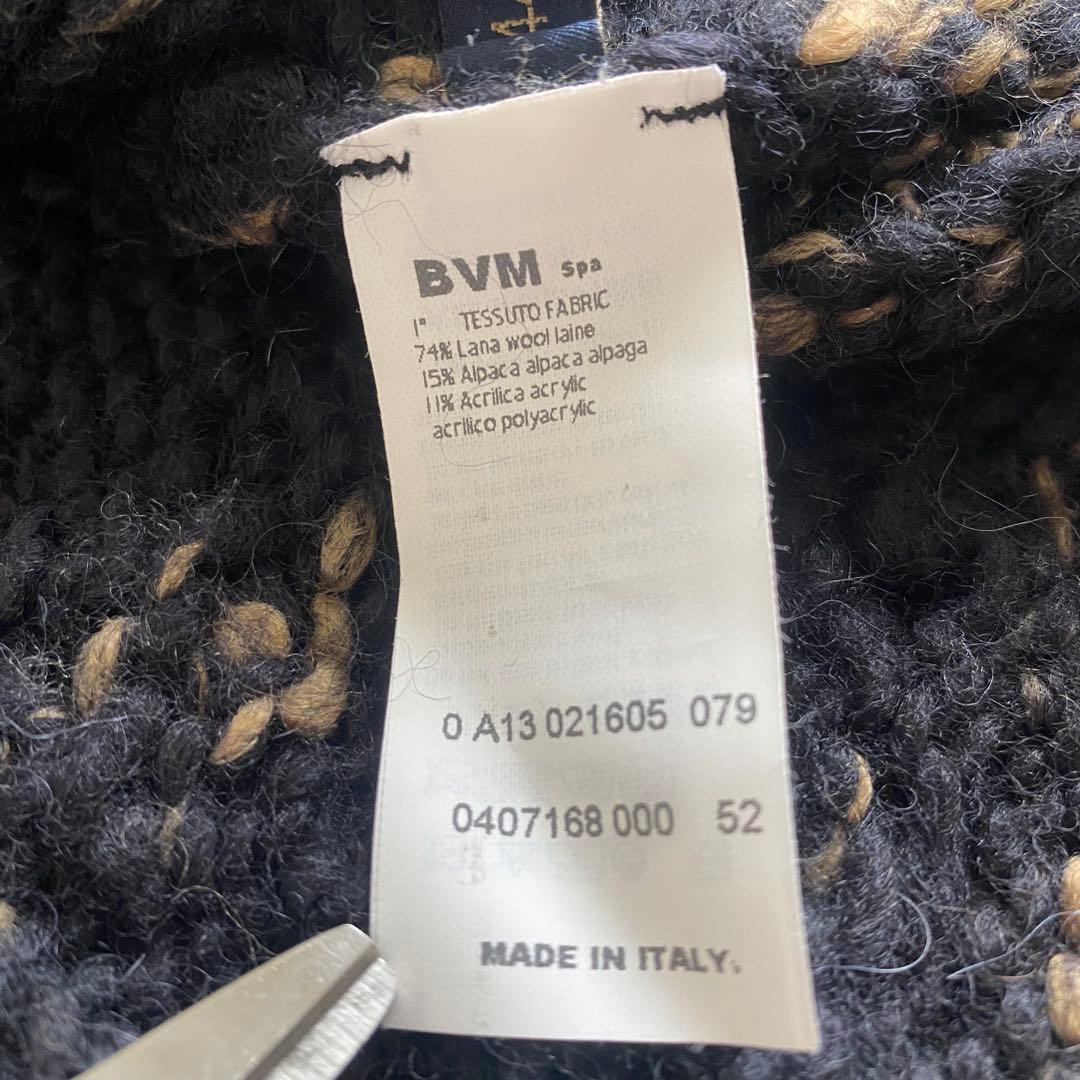 BVM Spa
1° TESSUTO FABRIC
74% Lana wool laine
15% Alpaca alpaca alpaga
11% Acrilica acrylic
acrilico polyacrylic
0 A13 021605 079
0407168 000 52
MADE IN ITALY.